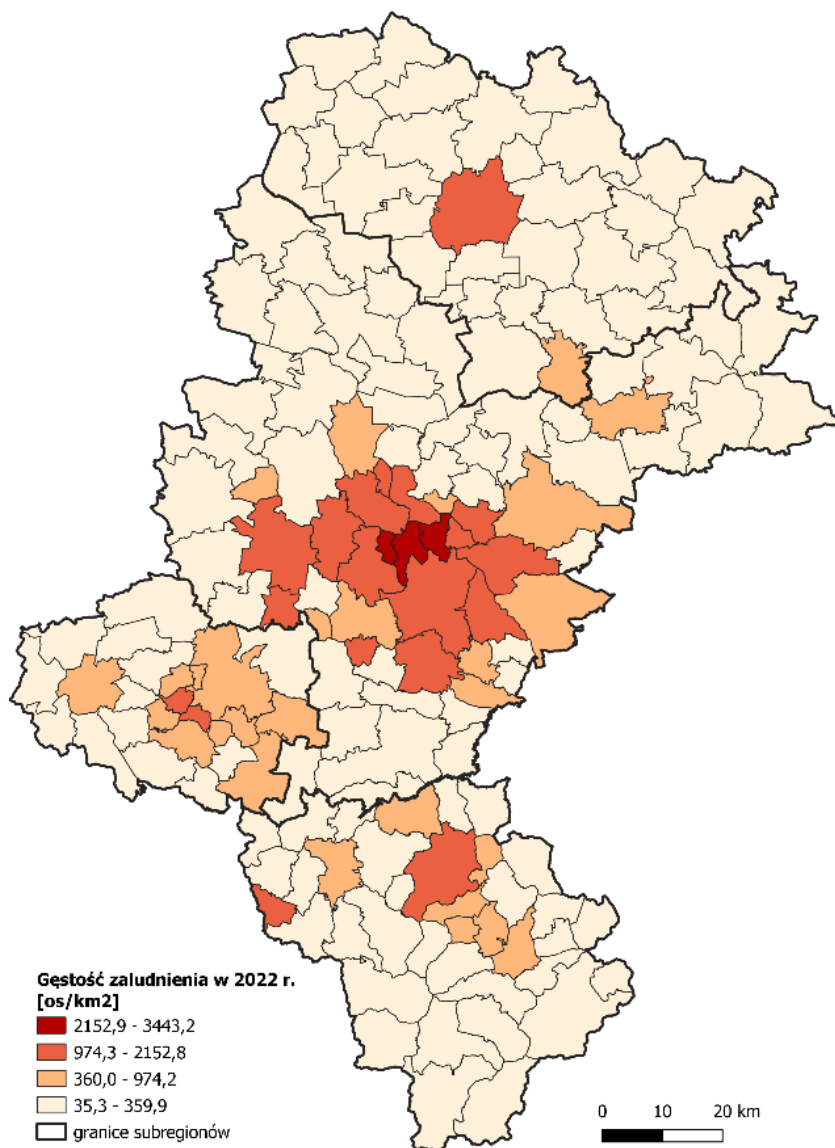 Gęstość zaludnienia w 2022 r.
[os/km2]
2152,9 - 3443,2
974,3 - 2152,8
360,0 - 974,2
35,3 - 359,9
granice subregionów
0 10 20 km